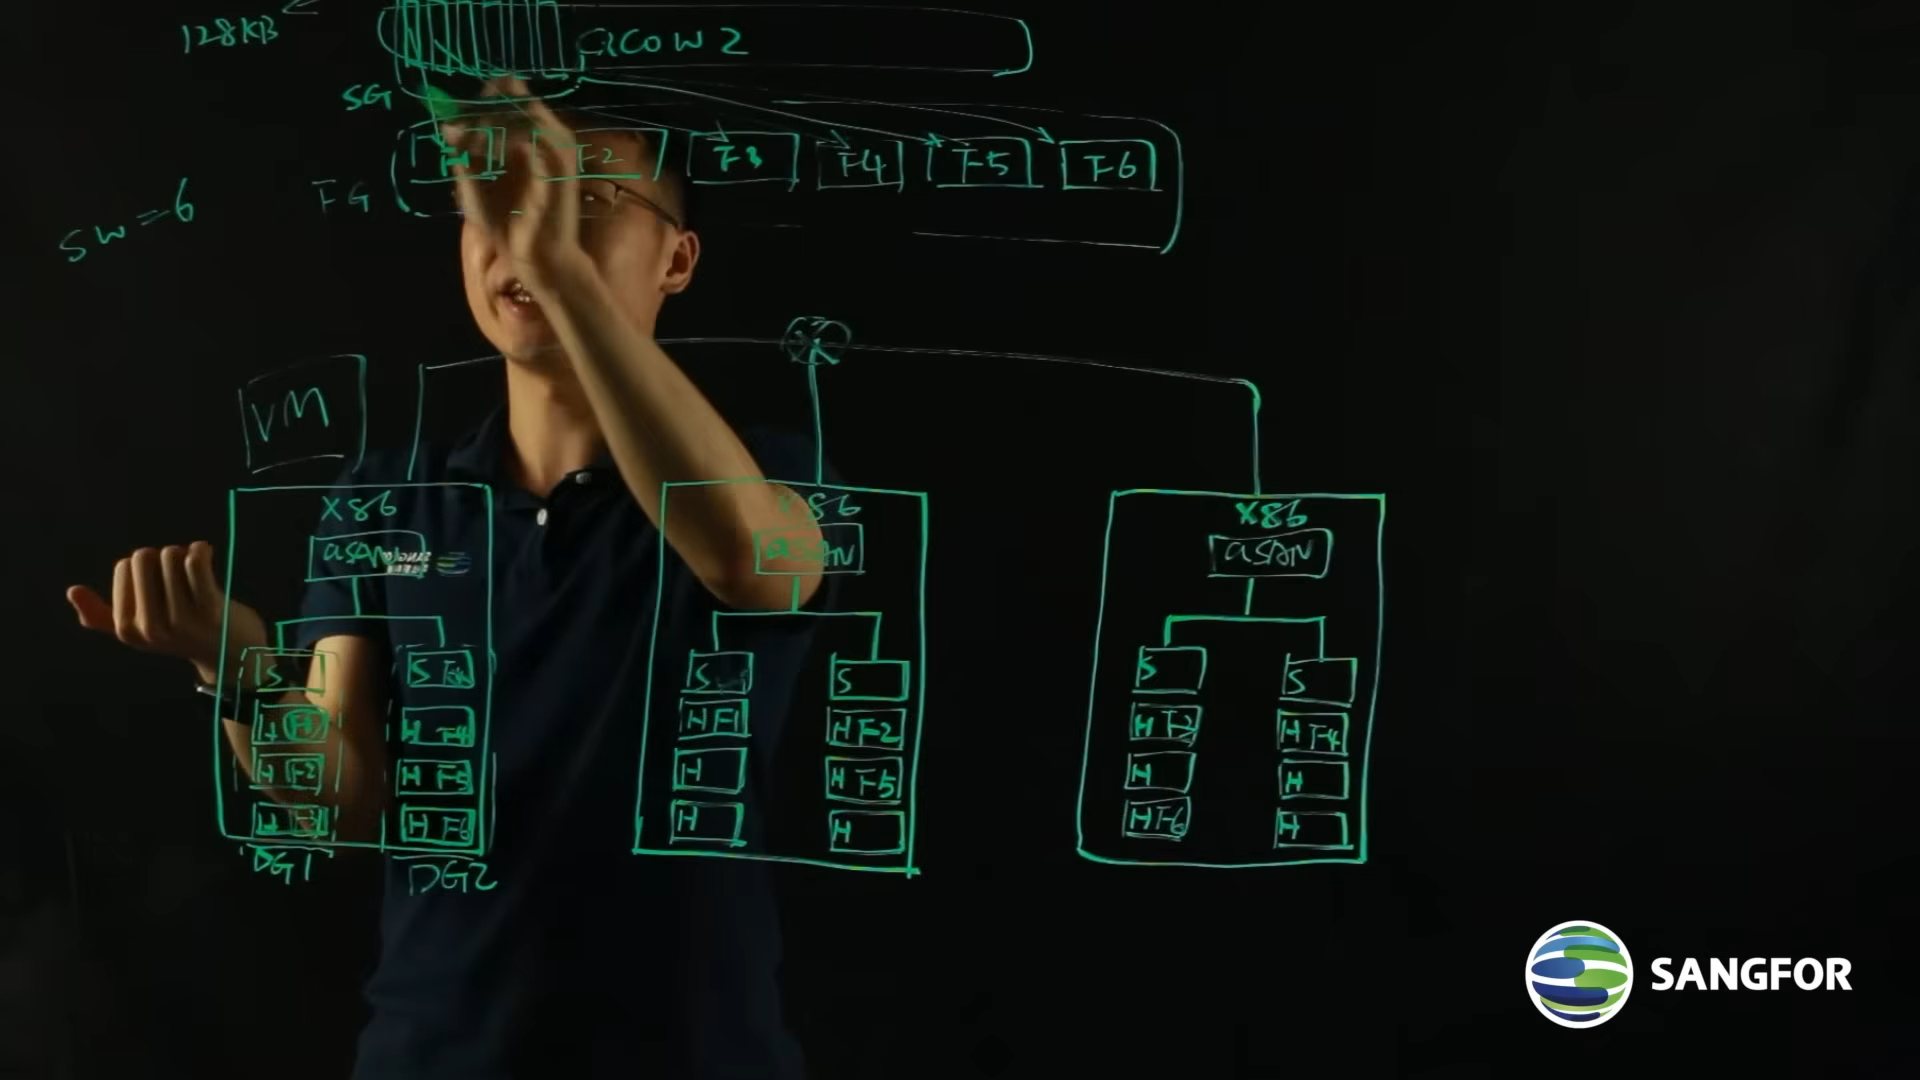 128KB
QCOW2
SG
F1 F2 F3 F4 F5 F6
FG
SW=6
VM
X86
aSAN
S
H F1
H F2
H F3
DG1
S
H F4
H F5
H F6
DG2
X86
aSAN
S
H F1
H
H
S
H F2
H F5
H
X86
aSAN
S
H F3
H
H F6
S
H F4
H
H
SANGFOR